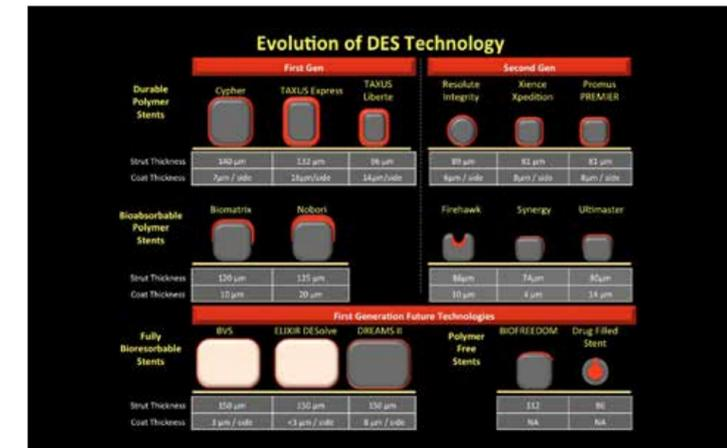 Evolution of DES Technology
First Gen
Second Gen
Durable Polymer Stents
Cypher TAXUS Express TAXUS Liberte Resolute Integrity Xience Xpedition Promus PREMIER
Strut Thickness 140 µm 132 µm 96 µm 89 µm 81 µm 81 µm
Coat Thickness 7µm / side 16µm/side 14µm/side 6µm / side 8µm / side 8µm / side
Bioabsorbable Polymer Stents
Biomatrix Nobori Firehawk Synergy Ultimaster
Strut Thickness 120 µm 125 µm 86µm 74µm 80µm
Coat Thickness 10 µm 20 µm 10 µm 4 µm 14 µm
First Generation Future Technologies
Fully Bioresorbable Stents
BVS ELIXIR DESolve DREAMS II
Polymer Free Stents
BIOFREEDOM Drug Filled Stent
Strut Thickness 150 µm 150 µm 150 µm 112
Coat Thickness 3 µm / side <3 µm / side 8 µm / side NA NA